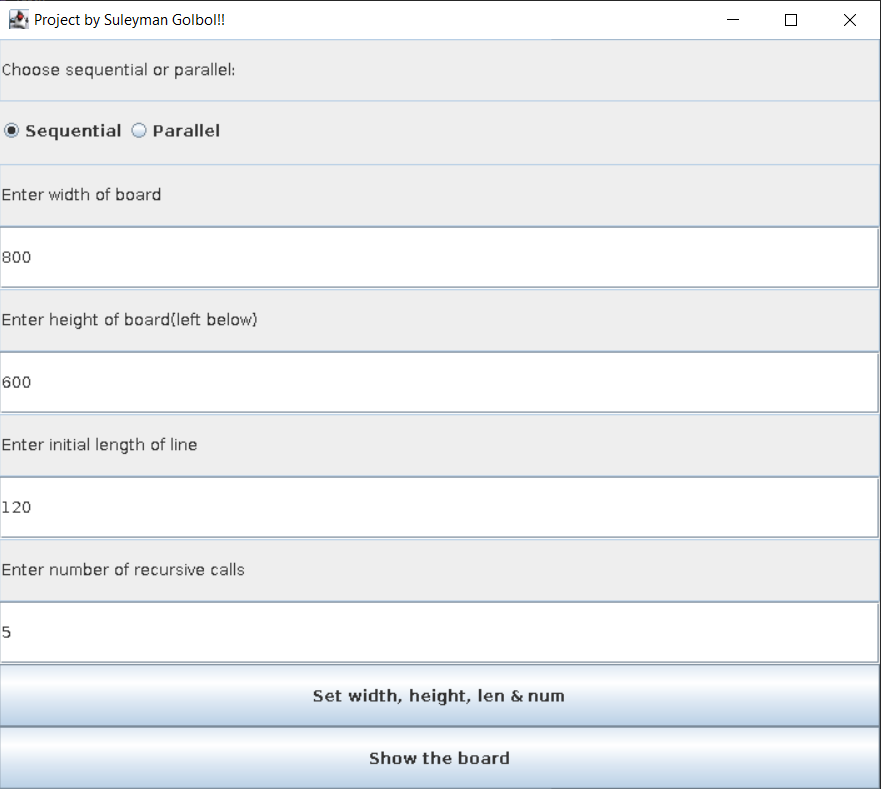 Project by Suleyman Golbol!!
Choose sequential or parallel:
Sequential Parallel
Enter width of board
800
Enter height of board(left below)
600
Enter initial length of line
120
Enter number of recursive calls
5
Set width, height, len & num
Show the board